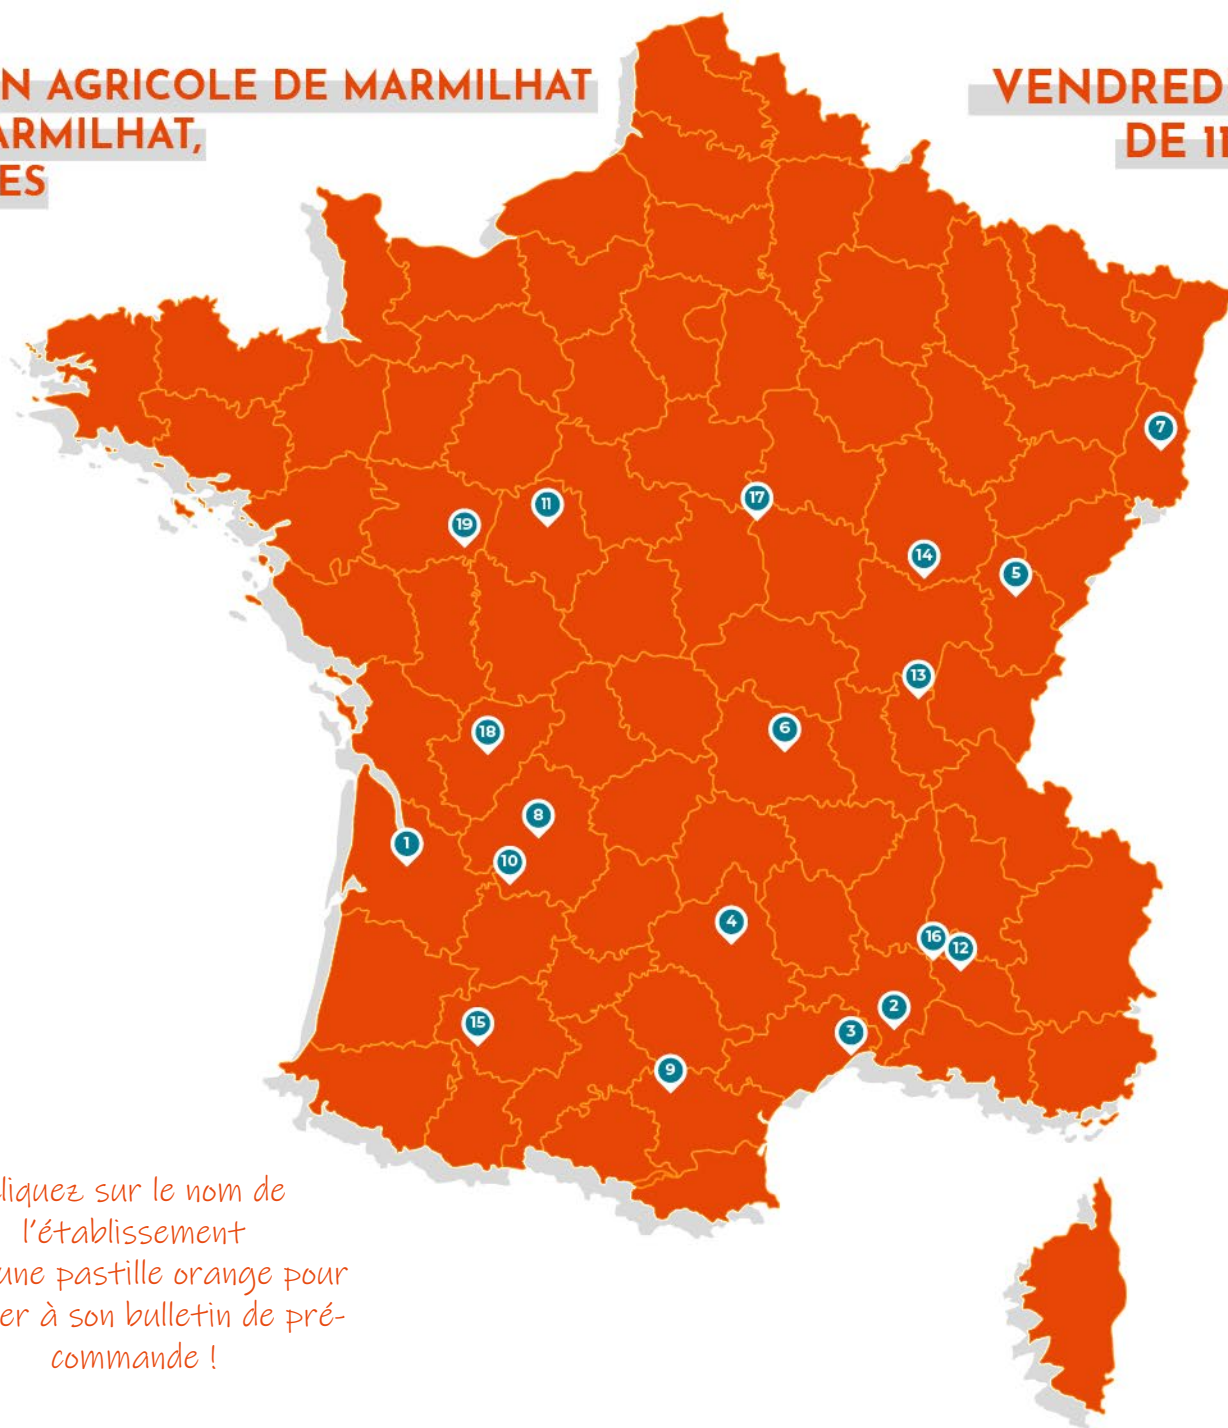 N AGRICOLE DE MARMILHAT
ARMILHAT,
ES
VENDRED
DE 11
7
17
11
19
14
5
13
6
18
8
1
10
4
16
12
2
3
15
9
liquez sur le nom de
l'établissement
une pastille orange pour
er à son bulletin de pré-
commande !